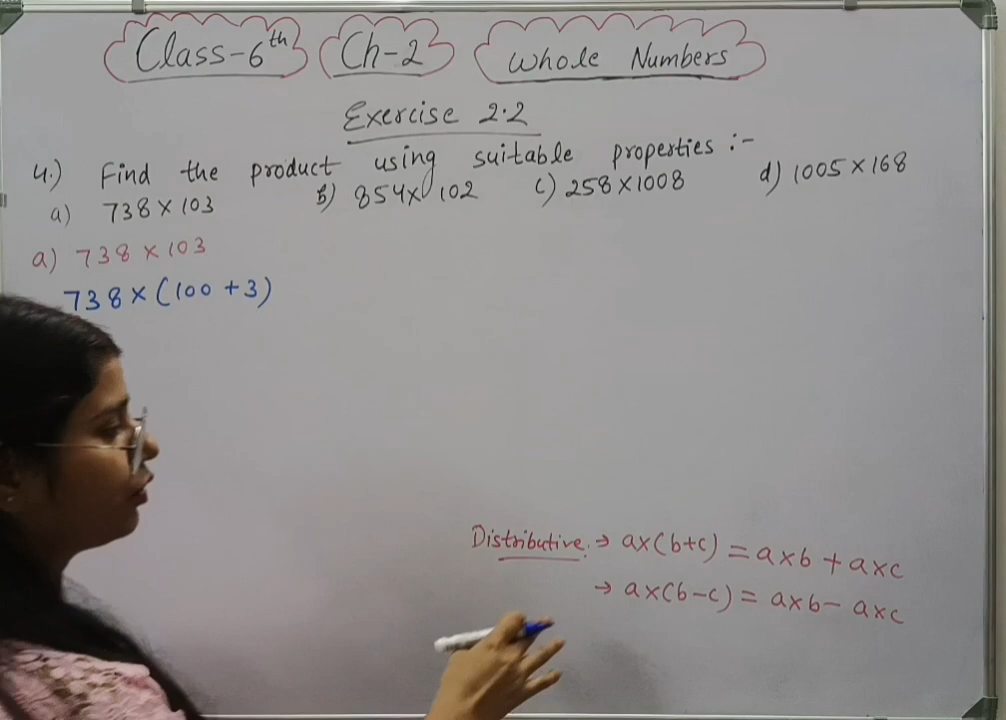 Class-6th Ch-2 Whole Numbers
Exercise 2.2
4.) Find the product using suitable properties :-
a) 738 × 103 b) 854 × 102 c) 258 × 1008 d) 1005 × 168
a) 738 × 103
738 × (100 + 3)
Distributive. → a×(b+c) = a×b + a×c
→ a×(b-c) = a×b - a×c